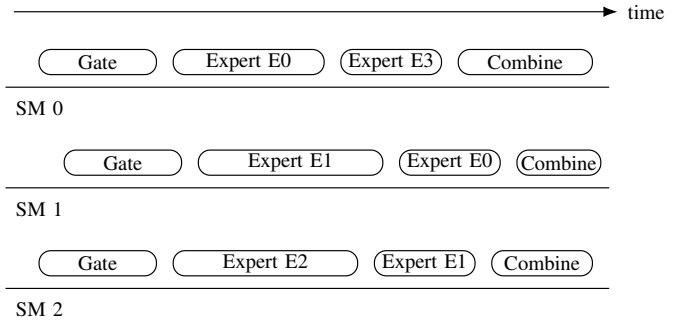 time
Gate Expert E0 Expert E3 Combine
SM 0
Gate Expert E1 Expert E0 Combine
SM 1
Gate Expert E2 Expert E1 Combine
SM 2